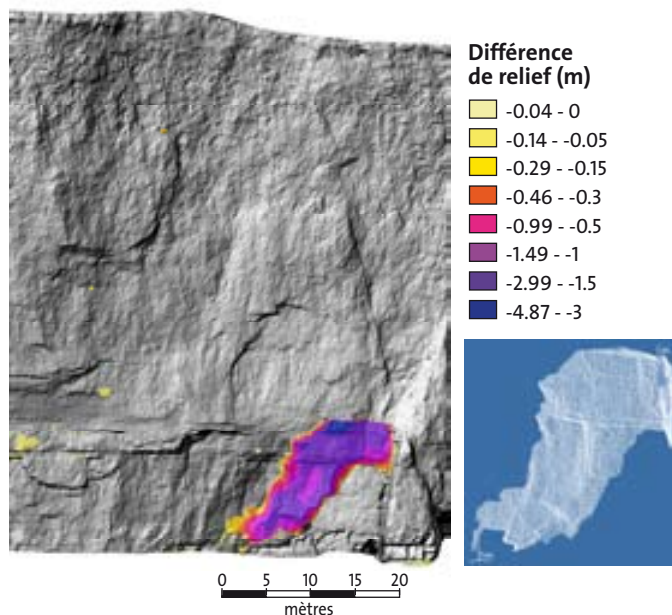 Différence
de relief (m)
-0.04 - 0
-0.14 - -0.05
-0.29 - -0.15
-0.46 - -0.3
-0.99 - -0.5
-1.49 - -1
-2.99 - -1.5
-4.87 - -3
0 5 10 15 20
mètres